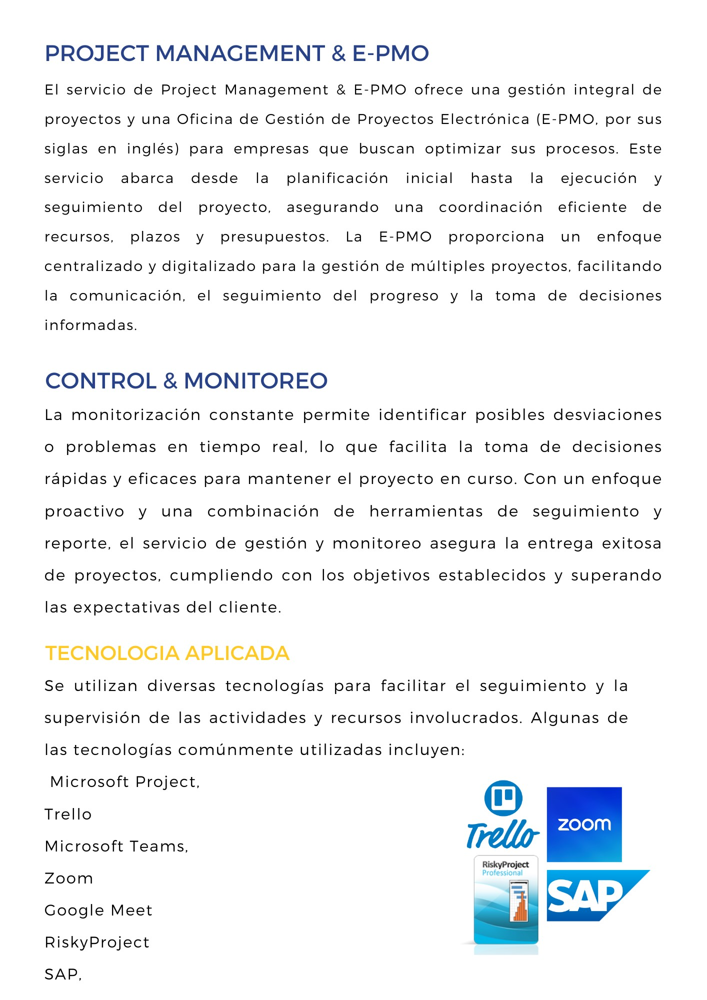 PROJECT MANAGEMENT & E-PMO
El servicio de Project Management & E-PMO ofrece una gestión integral de
proyectos y una Oficina de Gestión de Proyectos Electrónica (E-PMO, por sus
siglas en inglés) para empresas que buscan optimizar sus procesos. Este
servicio abarca desde la planificación inicial hasta la ejecución y
seguimiento del proyecto, asegurando una coordinación eficiente de
recursos, plazos y presupuestos. La E-PMO proporciona un enfoque
centralizado y digitalizado para la gestión de múltiples proyectos, facilitando
la comunicación, el seguimiento del progreso y la toma de decisiones
informadas.
CONTROL & MONITOREO
La monitorización constante permite identificar posibles desviaciones
o problemas en tiempo real, lo que facilita la toma de decisiones
rápidas y eficaces para mantener el proyecto en curso. Con un enfoque
proactivo y una combinación de herramientas de seguimiento y
reporte, el servicio de gestión y monitoreo asegura la entrega exitosa
de proyectos, cumpliendo con los objetivos establecidos y superando
las expectativas del cliente.
TECNOLOGIA APLICADA
Se utilizan diversas tecnologías para facilitar el seguimiento y la
supervisión de las actividades y recursos involucrados. Algunas de
las tecnologías comúnmente utilizadas incluyen:
Microsoft Project,
Trello
Microsoft Teams,
Zoom
Google Meet
RiskyProject
SAP,
Trello
zoom
RiskyProject
Professional
SAP